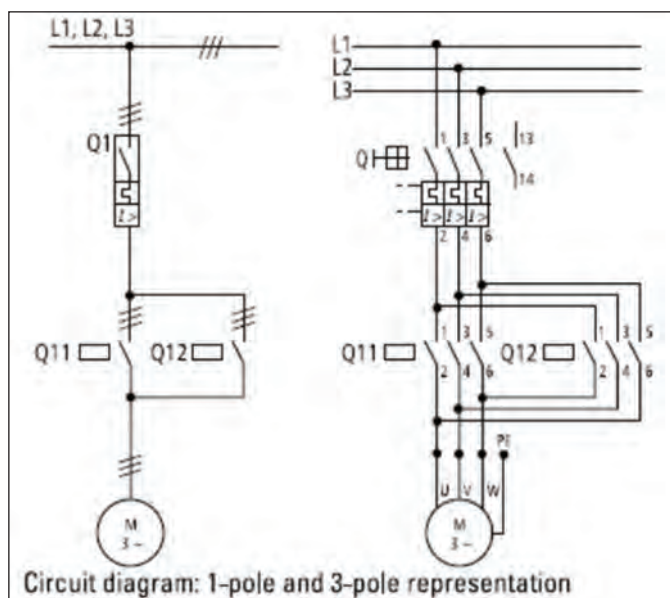 L1, L2, L3
Q1
I >
Q11
Q12
M
3 ~
L1
L2
L3
Q
1 3 5 13
14
I > I > I >
2 4 6
1 3 5
Q11
2 4 6
1 3 5
Q12
2 4 6
PE
U V W
M
3 ~
Circuit diagram: 1-pole and 3-pole representation